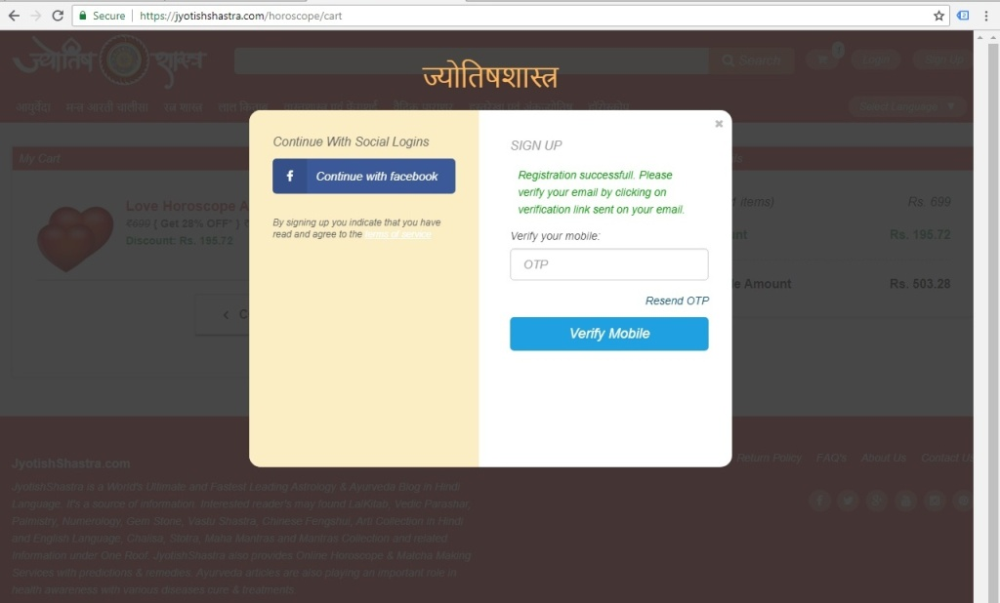 Secure https://jyotishshastra.com/horoscope/cart
ज्योतिष शास्त्र
Search
Login
Sign Up
ज्योतिषशास्त्र
आयुर्वेदा
रत्न शास्त्र
लाल किताब
Select Language ▼
My Cart
Continue With Social Logins
Continue with facebook
By signing up you indicate that you have
read and agree to the terms of service
SIGN UP
Registration successfull. Please
verify your email by clicking on
verification link sent on your email.
Verify your mobile:
OTP
Resend OTP
Verify Mobile
Love Horoscope
₹699 { Get 28% OFF* }
Discount: Rs. 195.72
items)
Rs. 699
Rs. 195.72
Amount
Rs. 503.28
JyotishShastra.com
JyotishShastra is a World's Ultimate and Fastest Leading Astrology & Ayurveda Blog in Hindi
Language. It's a source of information. Interested reader's may found LalKitab, Vedic Parashar,
Palmistry, Numerology, Gem Stone, Vastu Shastra, Chinese Fengshui, Arti Collection in Hindi
and English Language, Chalisa, Stotra, Maha Mantras and Mantras Collection and related
information under One Roof. JyotishShastra also provides Online Horoscope & Matcha Making
Services with predictions & remedies. Ayurveda articles are also playing an important role in
health awareness with various diseases cure & treatments.
Return Policy FAQ's About Us Contact Us